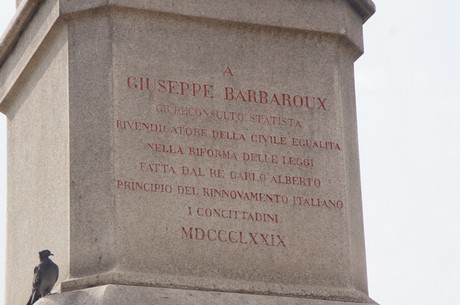 A
GIUSEPPE BARBAROUX
GIURECONSULTO STATISTA
RIVENDICATORE DELLA CIVILE EGUALITÀ
NELLA RIFORMA DELLE LEGGI
FATTA DAL RE CARLO ALBERTO
PRINCIPIO DEL RINNOVAMENTO ITALIANO
I CONCITTADINI
MDCCCLXXIX